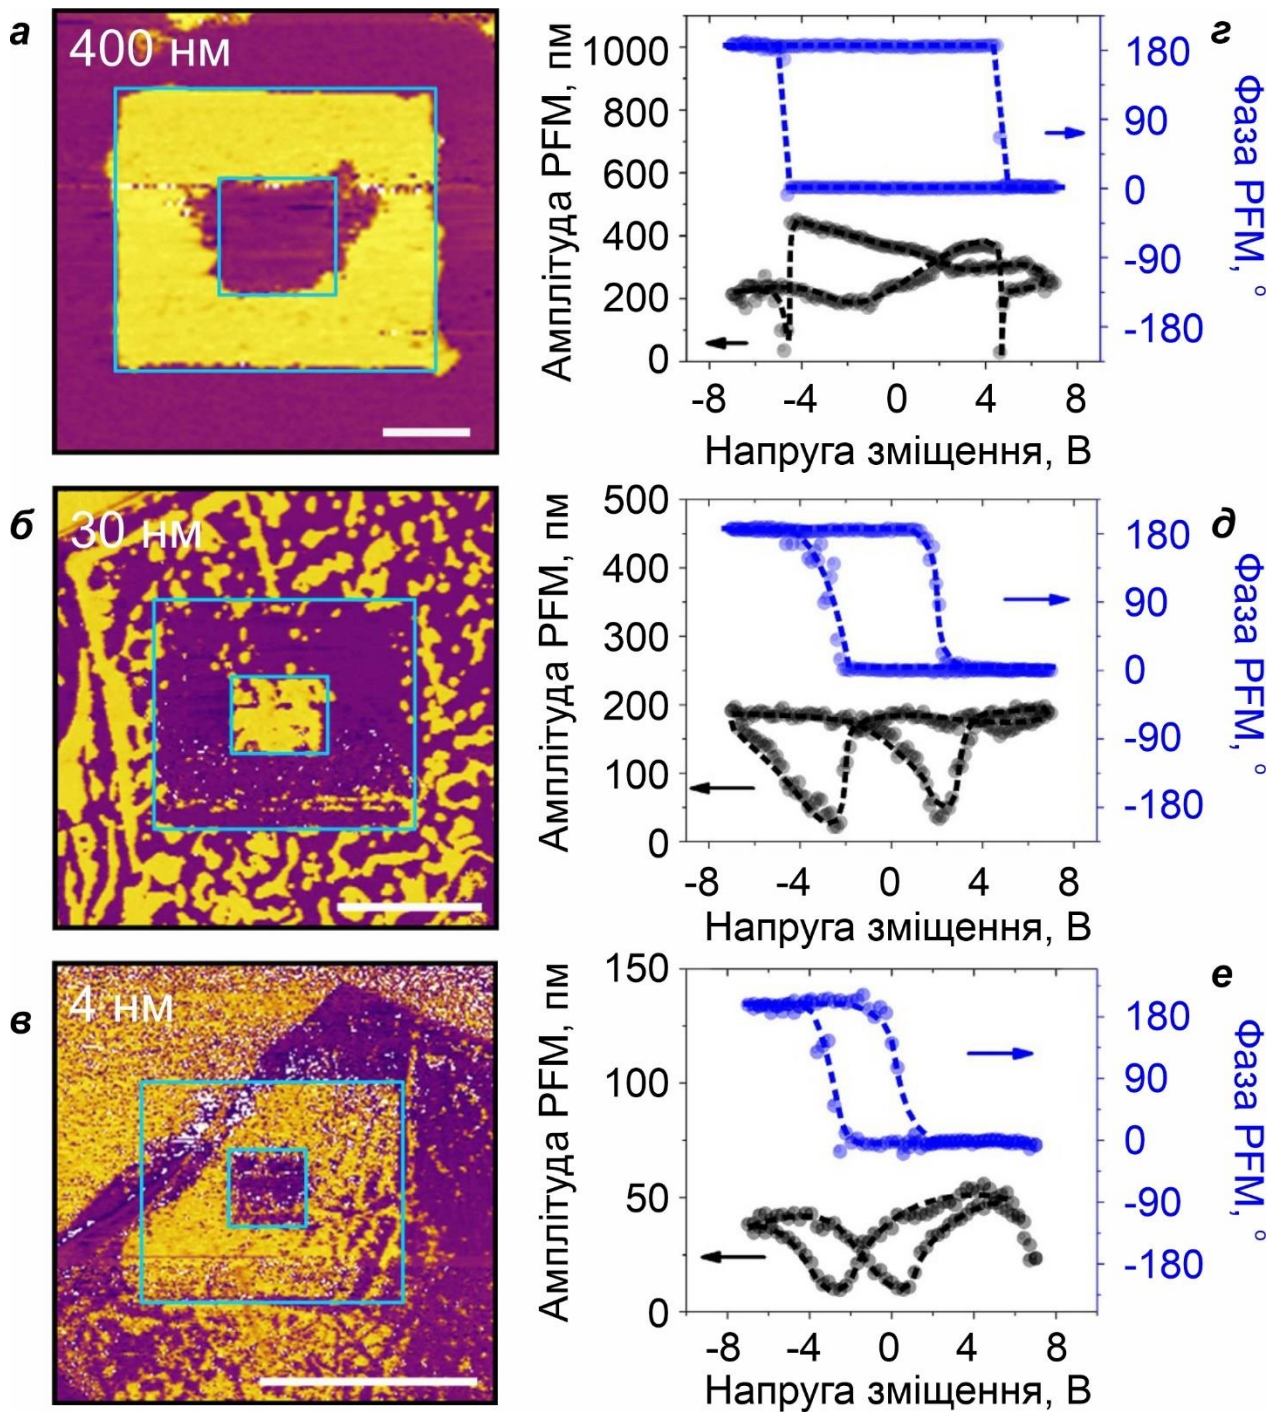 а
400 нм
Амплітуда PFM, пм
1000
800
600
400
200
0
-8 -4 0 4 8
Напруга зміщення, В
180
90
0
-90
-180
Фаза PFM, °
г
б
30 нм
Амплітуда PFM, пм
500
400
300
200
100
0
-8 -4 0 4 8
Напруга зміщення, В
180
90
0
-90
-180
Фаза PFM, °
д
в
4 нм
Амплітуда PFM, пм
150
100
50
0
-8 -4 0 4 8
Напруга зміщення, В
180
90
0
-90
-180
Фаза PFM, °
е